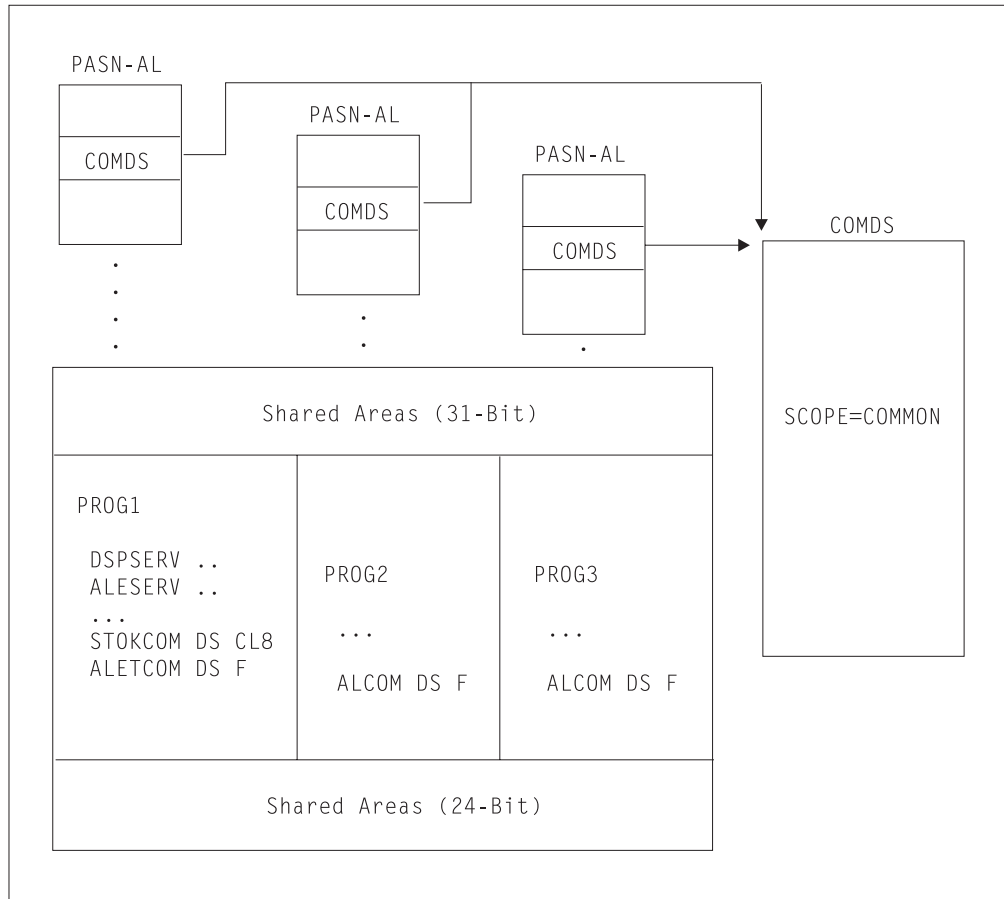 PASN-AL
COMDS
PASN-AL
COMDS
PASN-AL
COMDS
COMDS
SCOPE=COMMON
Shared Areas (31-Bit)
PROG1
DSPSERV ..
ALESERV ..
...
STOKCOM DS CL8
ALETCOM DS F
PROG2
...
ALCOM DS F
PROG3
...
ALCOM DS F
Shared Areas (24-Bit)